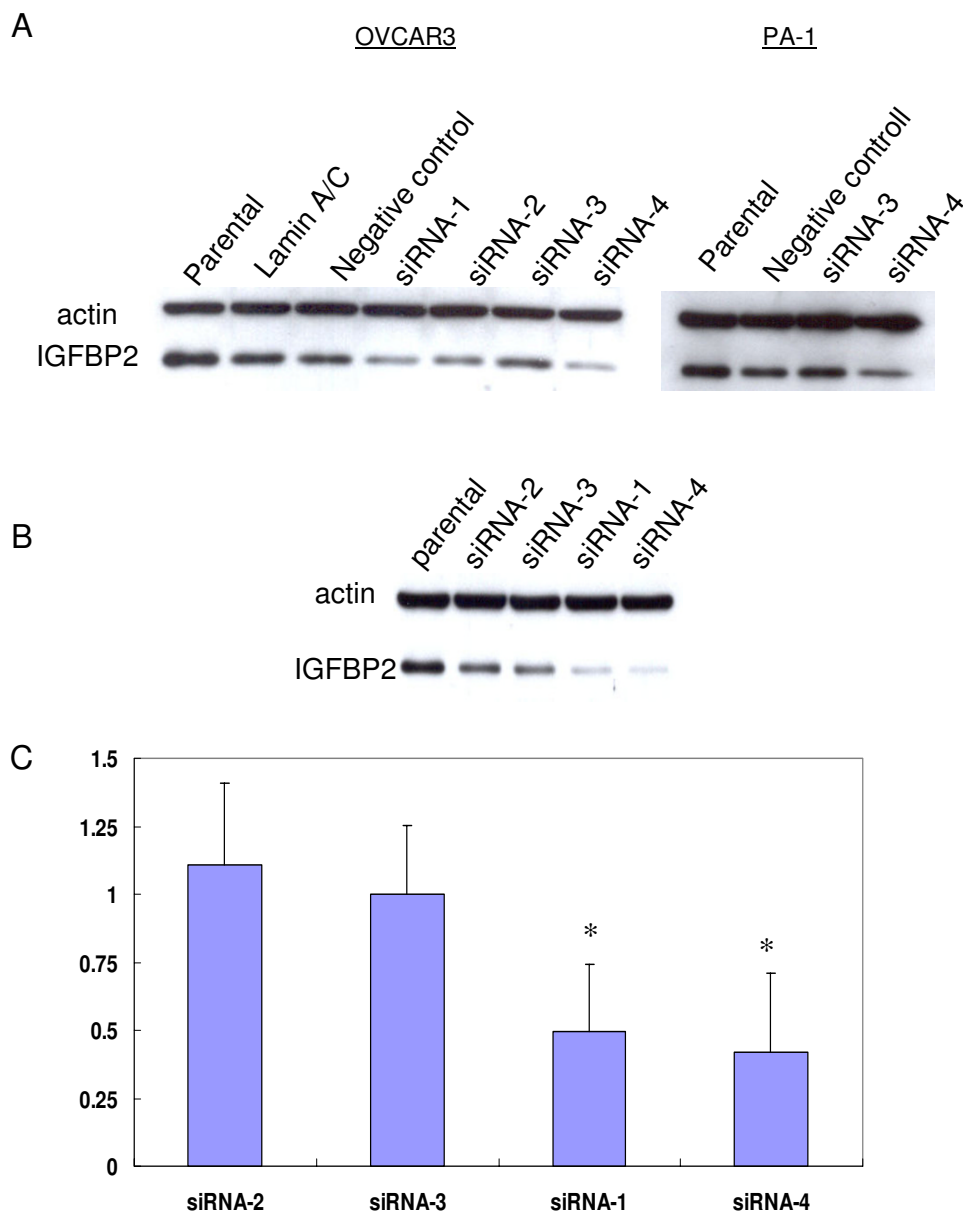 A
OVCAR3 PA-1
Parental Lamin A/C Negative control siRNA-1 siRNA-2 siRNA-3 siRNA-4 Parental Negative controll siRNA-3 siRNA-4
actin
IGFBP2
B
parental siRNA-2 siRNA-3 siRNA-1 siRNA-4
actin
IGFBP2
C
1.5
1.25
1
0.75
0.5
0.25
0
* *
siRNA-2 siRNA-3 siRNA-1 siRNA-4